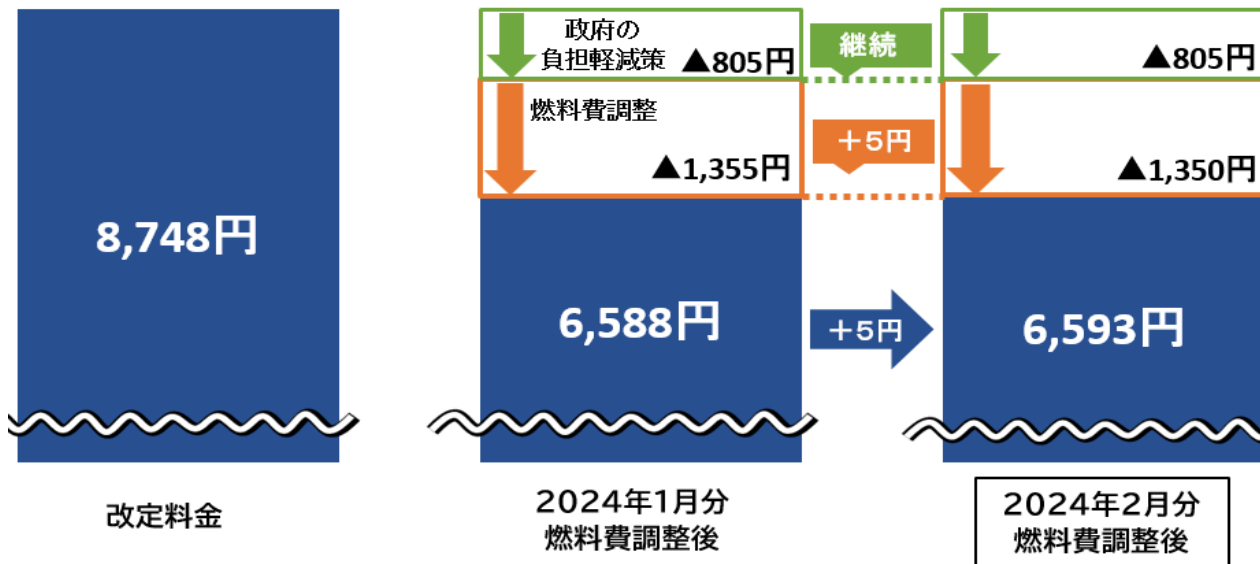 8,748円
改定料金
政府の
負担軽減策
▲805円
燃料費調整
▲1,355円
6,588円
2024年1月分
燃料費調整後
継続
＋5円
＋5円
▲805円
▲1,350円
6,593円
2024年2月分
燃料費調整後